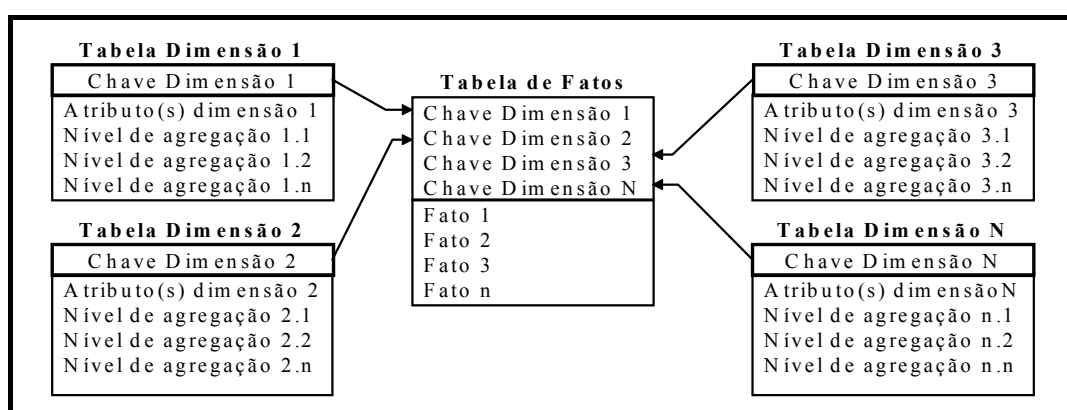 Tabela Dimensão 1
Chave Dimensão 1
Atributo(s) dimensão 1
Nível de agregação 1.1
Nível de agregação 1.2
Nível de agregação 1.n
Tabela Dimensão 2
Chave Dimensão 2
Atributo(s) dimensão 2
Nível de agregação 2.1
Nível de agregação 2.2
Nível de agregação 2.n
Tabela de Fatos
Chave Dimensão 1
Chave Dimensão 2
Chave Dimensão 3
Chave Dimensão N
Fato 1
Fato 2
Fato 3
Fato n
Tabela Dimensão 3
Chave Dimensão 3
Atributo(s) dimensão 3
Nível de agregação 3.1
Nível de agregação 3.2
Nível de agregação 3.n
Tabela Dimensão N
Chave Dimensão N
Atributo(s) dimensão N
Nível de agregação n.1
Nível de agregação n.2
Nível de agregação n.n